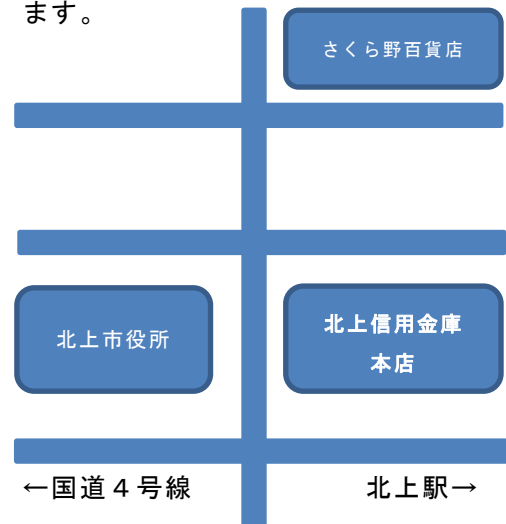 ます。
さくら野百貨店
北上市役所
北上信用金庫
本店
←国道４号線
北上駅→